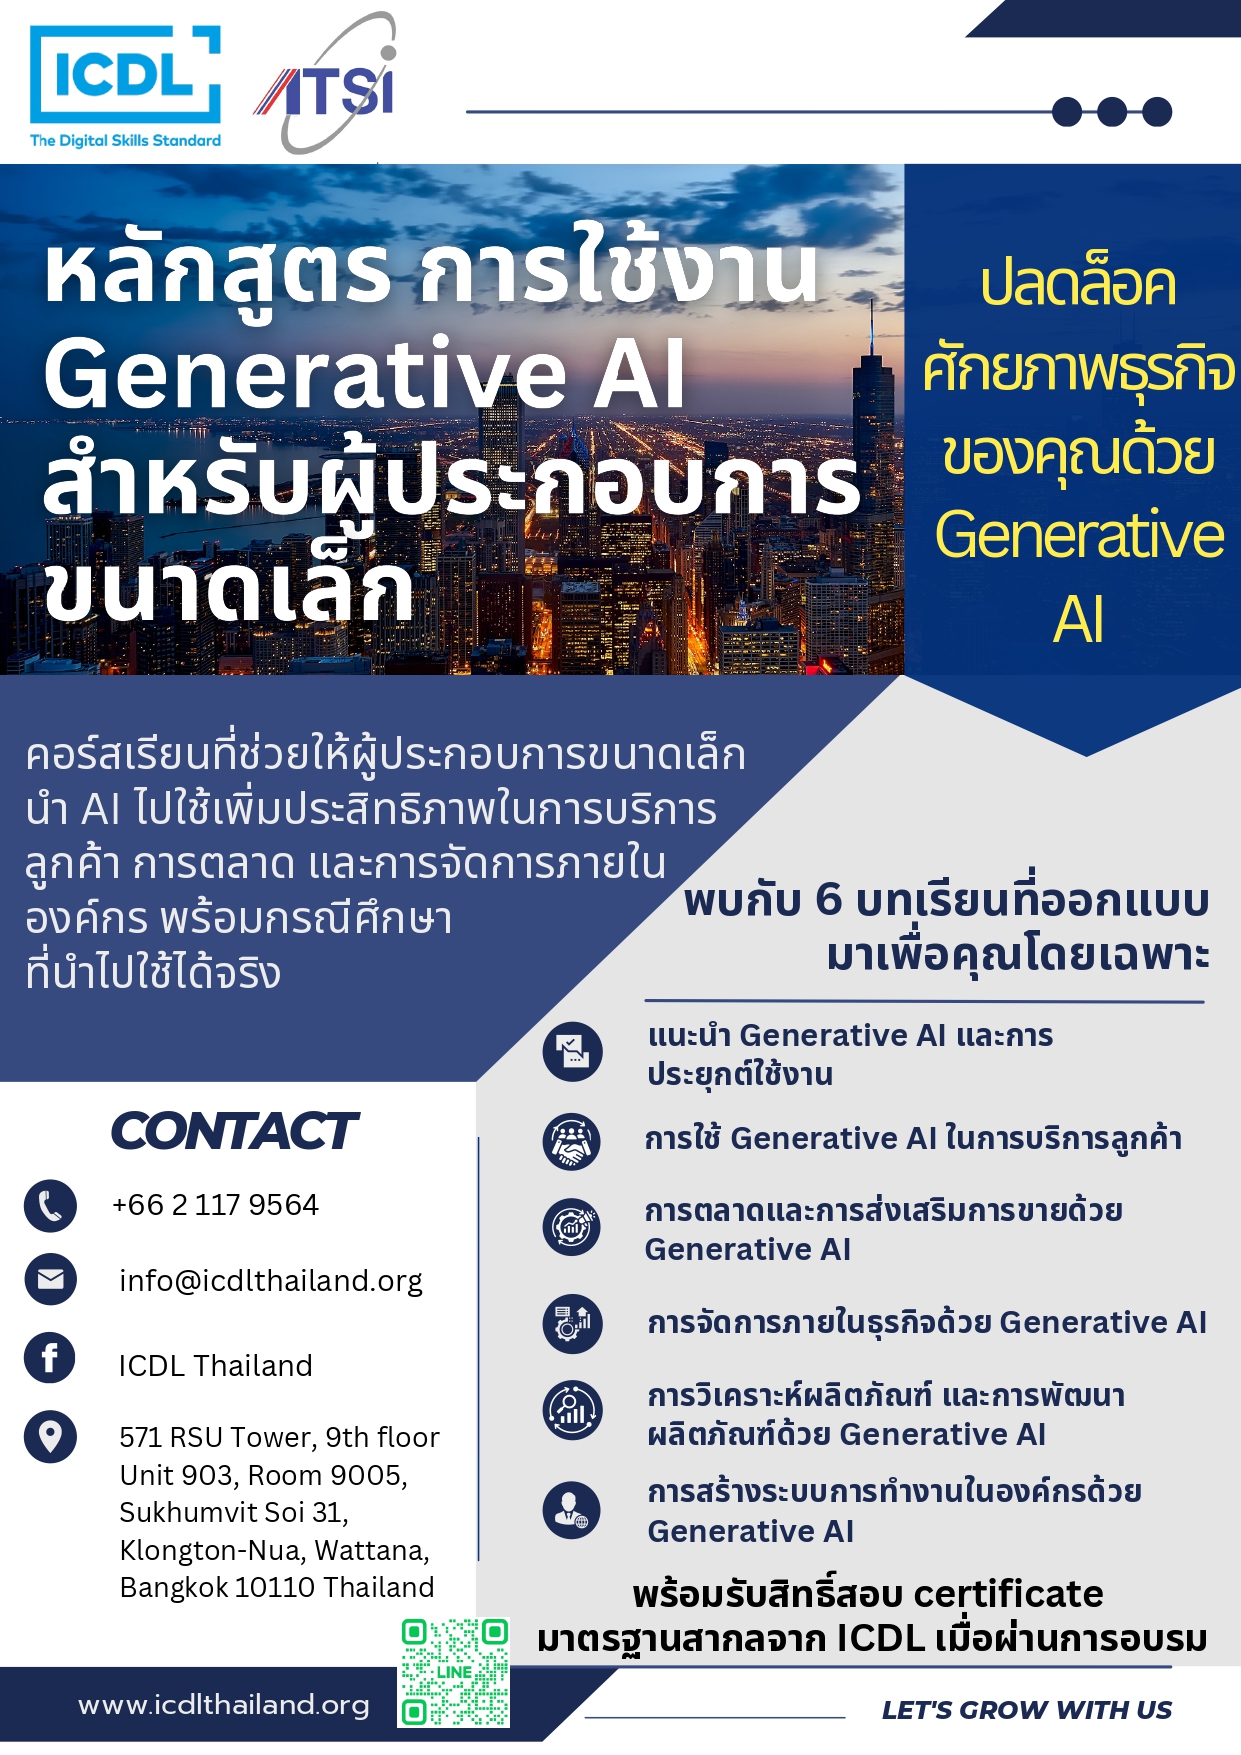 ICDL
The Digital Skills Standard
ATSI
หลักสูตร การใช้งาน
Generative AI
สำหรับผู้ประกอบการ
ขนาดเล็ก
ปลดล็อค
ศักยภาพธุรกิจ
ของคุณด้วย
Generative
AI
คอร์สเรียนที่ช่วยให้ผู้ประกอบการขนาดเล็ก
นำ AI ไปใช้เพิ่มประสิทธิภาพในการบริการ
ลูกค้า การตลาด และการจัดการภายใน
องค์กร พร้อมกรณีศึกษา
ที่นำไปใช้ได้จริง
พบกับ 6 บทเรียนที่ออกแบบ
มาเพื่อคุณโดยเฉพาะ
แนะนำ Generative AI และการ
ประยุกต์ใช้งาน
การใช้ Generative AI ในการบริการลูกค้า
การตลาดและการส่งเสริมการขายด้วย
Generative AI
การจัดการภายในธุรกิจด้วย Generative AI
การวิเคราะห์ผลิตภัณฑ์ และการพัฒนา
ผลิตภัณฑ์ด้วย Generative AI
การสร้างระบบการทำงานในองค์กรด้วย
Generative AI
พร้อมรับสิทธิ์สอบ certificate
มาตรฐานสากลจาก ICDL เมื่อผ่านการอบรม
CONTACT
+66 2 117 9564
info@icdlthailand.org
ICDL Thailand
571 RSU Tower, 9th floor
Unit 903, Room 9005,
Sukhumvit Soi 31,
Klongton-Nua, Wattana,
Bangkok 10110 Thailand
LINE
www.icdlthailand.org
LET'S GROW WITH US